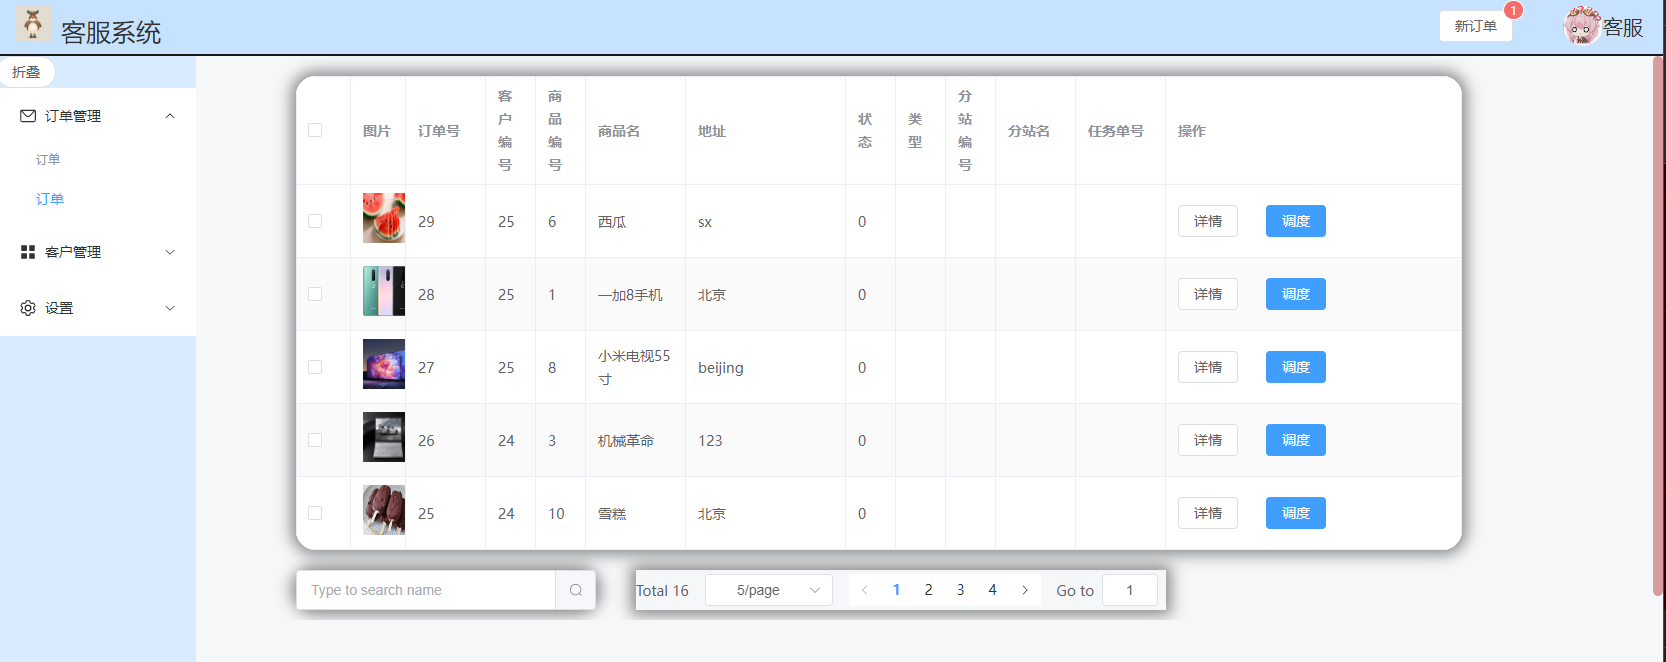 客服系统
新订单
1
客服
折叠
订单管理
订单
订单
客户管理
设置
图片 订单号 客户编号 商品编号 商品名 地址 状态 类型 分站编号 分站名 任务单号 操作
29 25 6 西瓜 sx 0 详情 调度
28 25 1 一加8手机 北京 0 详情 调度
27 25 8 小米电视55寸 beijing 0 详情 调度
26 24 3 机械革命 123 0 详情 调度
25 24 10 雪糕 北京 0 详情 调度
Type to search name
Total 16 5/page 1 2 3 4 Go to 1